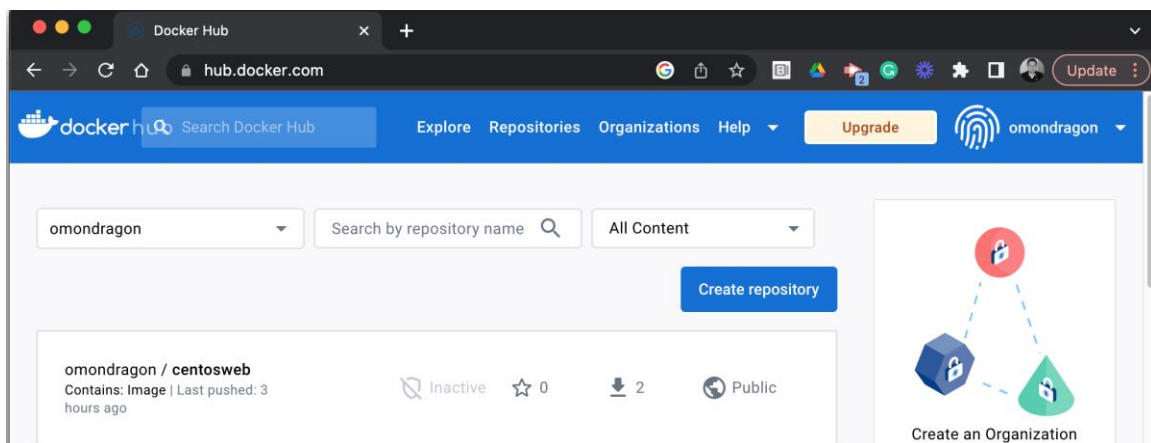 Docker Hub
hub.docker.com
2
Update
docker hub
Search Docker Hub
Explore Repositories Organizations Help
Upgrade
omondragon
omondragon
Search by repository name
All Content
Create repository
omondragon / centosweb
Contains: Image | Last pushed: 3
hours ago
Inactive
0
2
Public
Create an Organization